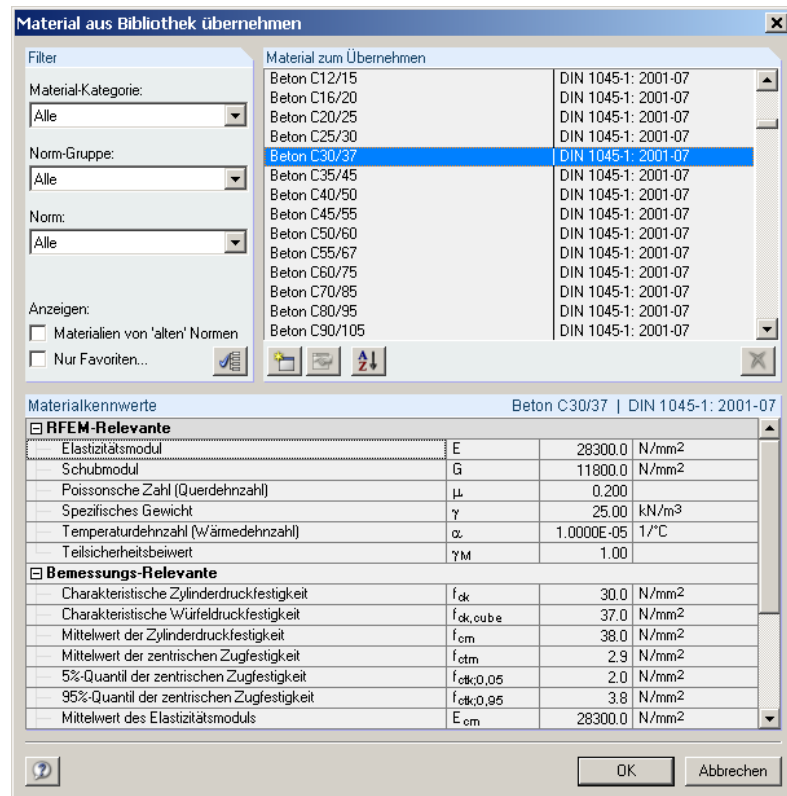 Material aus Bibliothek übernehmen
Filter
Material-Kategorie:
Alle
Norm-Gruppe:
Alle
Norm:
Alle
Anzeigen:
Materialien von 'alten' Normen
Nur Favoriten...
Material zum Übernehmen
Beton C12/15 DIN 1045-1: 2001-07
Beton C16/20 DIN 1045-1: 2001-07
Beton C20/25 DIN 1045-1: 2001-07
Beton C25/30 DIN 1045-1: 2001-07
Beton C30/37 DIN 1045-1: 2001-07
Beton C35/45 DIN 1045-1: 2001-07
Beton C40/50 DIN 1045-1: 2001-07
Beton C45/55 DIN 1045-1: 2001-07
Beton C50/60 DIN 1045-1: 2001-07
Beton C55/67 DIN 1045-1: 2001-07
Beton C60/75 DIN 1045-1: 2001-07
Beton C70/85 DIN 1045-1: 2001-07
Beton C80/95 DIN 1045-1: 2001-07
Beton C90/105 DIN 1045-1: 2001-07
Materialkennwerte Beton C30/37 | DIN 1045-1: 2001-07
RFEM-Relevante
Elastizitätsmodul E 28300.0 N/mm2
Schubmodul G 11800.0 N/mm2
Poissonsche Zahl (Querdehnzahl) μ 0.200
Spezifisches Gewicht γ 25.00 kN/m3
Temperaturdehnzahl (Wärmedehnzahl) α 1.0000E-05 1/°C
Teilsicherheitsbeiwert γM 1.00
Bemessungs-Relevante
Charakteristische Zylinderdruckfestigkeit fck 30.0 N/mm2
Charakteristische Würfeldruckfestigkeit fck,cube 37.0 N/mm2
Mittelwert der Zylinderdruckfestigkeit fcm 38.0 N/mm2
Mittelwert der zentrischen Zugfestigkeit fctm 2.9 N/mm2
5%-Quantil der zentrischen Zugfestigkeit fctk;0,05 2.0 N/mm2
95%-Quantil der zentrischen Zugfestigkeit fctk;0,95 3.8 N/mm2
Mittelwert des Elastizitätsmoduls Ecm 28300.0 N/mm2
OK
Abbrechen